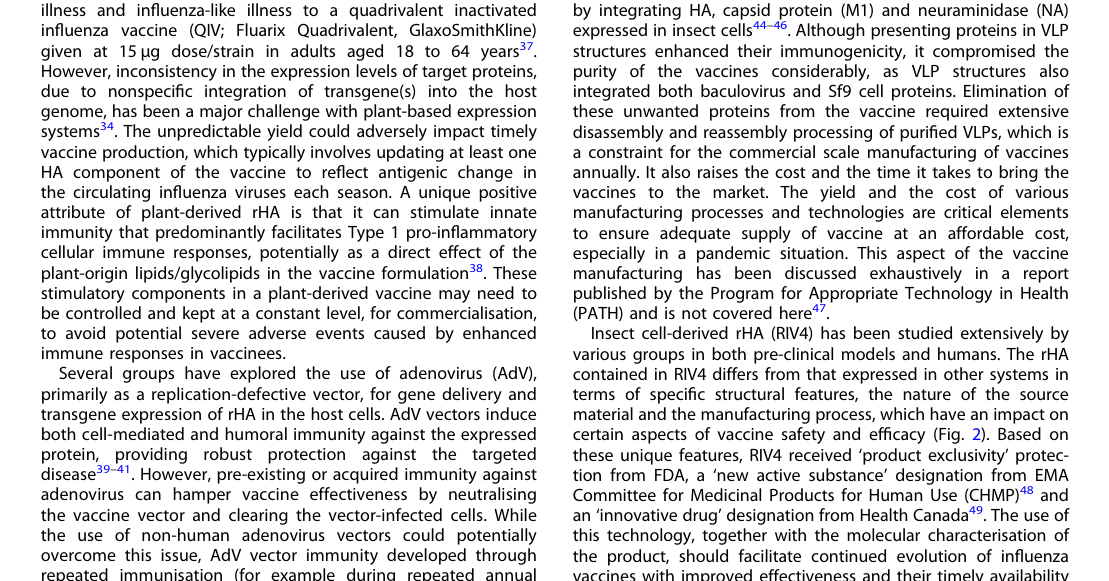 illness and influenza-like illness to a quadrivalent inactivated
influenza vaccine (QIV; Fluarix Quadrivalent, GlaxoSmithKline)
given at 15 µg dose/strain in adults aged 18 to 64 years37.
However, inconsistency in the expression levels of target proteins,
due to nonspecific integration of transgene(s) into the host
genome, has been a major challenge with plant-based expression
systems34. The unpredictable yield could adversely impact timely
vaccine production, which typically involves updating at least one
HA component of the vaccine to reflect antigenic change in
the circulating influenza viruses each season. A unique positive
attribute of plant-derived rHA is that it can stimulate innate
immunity that predominantly facilitates Type 1 pro-inflammatory
cellular immune responses, potentially as a direct effect of the
plant-origin lipids/glycolipids in the vaccine formulation38. These
stimulatory components in a plant-derived vaccine may need to
be controlled and kept at a constant level, for commercialisation,
to avoid potential severe adverse events caused by enhanced
immune responses in vaccinees.
Several groups have explored the use of adenovirus (AdV),
primarily as a replication-defective vector, for gene delivery and
transgene expression of rHA in the host cells. AdV vectors induce
both cell-mediated and humoral immunity against the expressed
protein, providing robust protection against the targeted
disease39–41. However, pre-existing or acquired immunity against
adenovirus can hamper vaccine effectiveness by neutralising
the vaccine vector and clearing the vector-infected cells. While
the use of non-human adenovirus vectors could potentially
overcome this issue, AdV vector immunity developed through
repeated immunisation (for example during repeated annual
by integrating HA, capsid protein (M1) and neuraminidase (NA)
expressed in insect cells44–46. Although presenting proteins in VLP
structures enhanced their immunogenicity, it compromised the
purity of the vaccines considerably, as VLP structures also
integrated both baculovirus and Sf9 cell proteins. Elimination of
these unwanted proteins from the vaccine required extensive
disassembly and reassembly processing of purified VLPs, which is
a constraint for the commercial scale manufacturing of vaccines
annually. It also raises the cost and the time it takes to bring the
vaccines to the market. The yield and the cost of various
manufacturing processes and technologies are critical elements
to ensure adequate supply of vaccine at an affordable cost,
especially in a pandemic situation. This aspect of the vaccine
manufacturing has been discussed exhaustively in a report
published by the Program for Appropriate Technology in Health
(PATH) and is not covered here47.
Insect cell-derived rHA (RIV4) has been studied extensively by
various groups in both pre-clinical models and humans. The rHA
contained in RIV4 differs from that expressed in other systems in
terms of specific structural features, the nature of the source
material and the manufacturing process, which have an impact on
certain aspects of vaccine safety and efficacy (Fig. 2). Based on
these unique features, RIV4 received ‘product exclusivity’ protec-
tion from FDA, a ‘new active substance’ designation from EMA
Committee for Medicinal Products for Human Use (CHMP)48 and
an ‘innovative drug’ designation from Health Canada49. The use of
this technology, together with the molecular characterisation of
the product, should facilitate continued evolution of influenza
vaccines with improved effectiveness and their timely availability